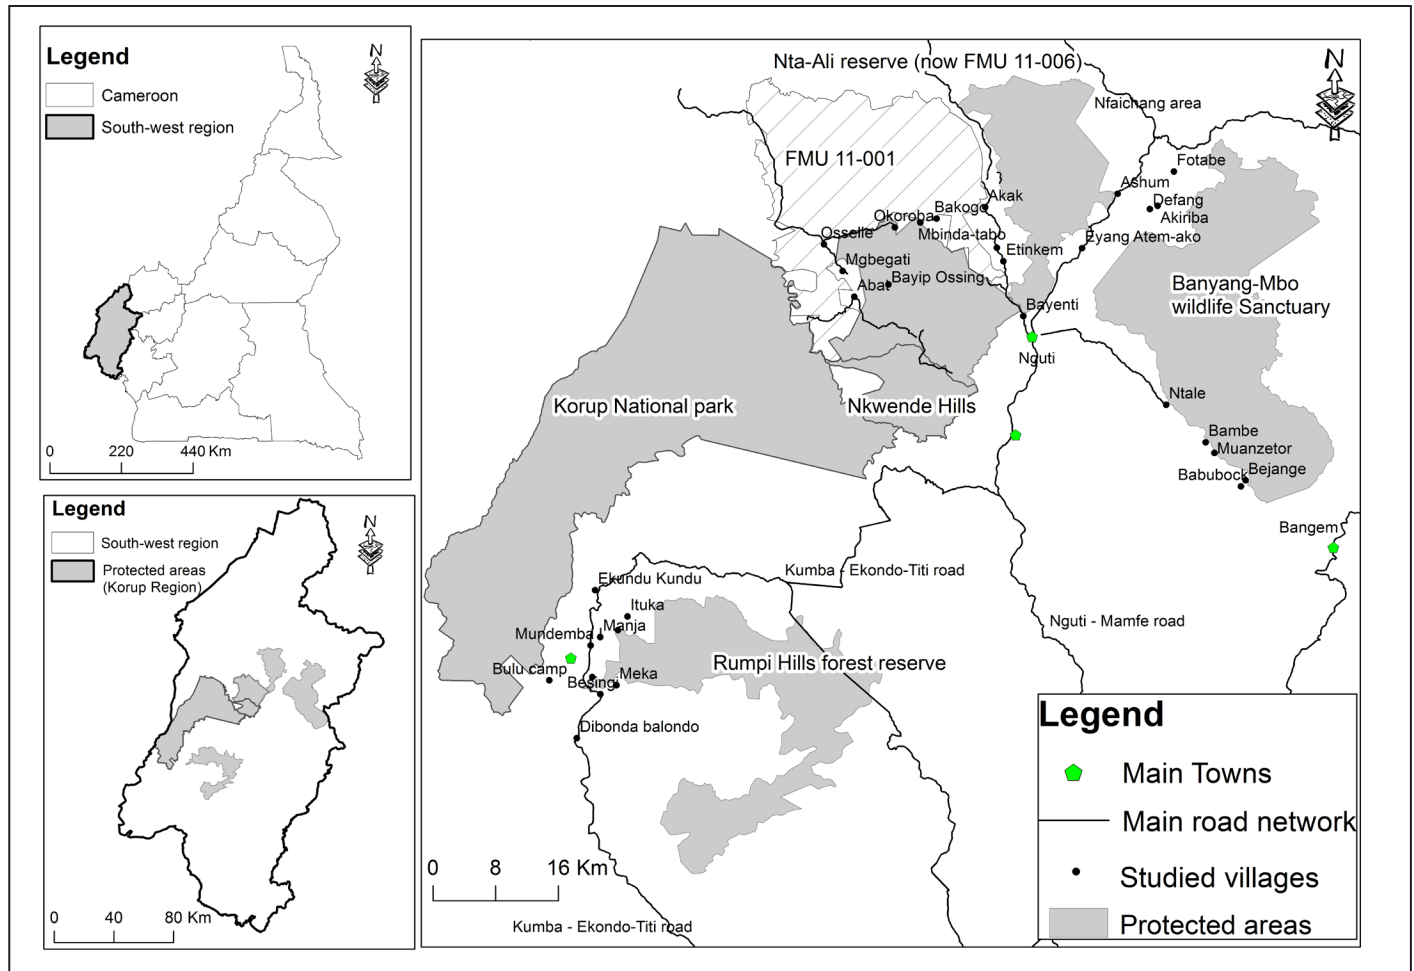 Legend
N
Cameroon
South-west region
0 220 440 Km
Legend
N
South-west region
Protected areas
(Korup Region)
0 40 80 Km
Nta-Ali reserve (now FMU 11-006)
N
Nfaichang area
FMU 11-001
Fotabe
Ashum
Akak
Defang
Bakogo
Okoroba
Akiriba
Mbinda-tabo
Osselle
Eyang Atem-ako
Etinkem
Mgbegati
Bayip Ossing
Abat
Banyang-Mbo
wildlife Sanctuary
Bayenti
Nguti
Ntale
Korup National park
Nkwende Hills
Bambe
Muanzetor
Babubock
Bejange
Bangem
Kumba - Ekondo-Titi road
Ekundu Kundu
Ituka
Nguti - Mamfe road
Manja
Mundemba
Rumpi Hills forest reserve
Bulu camp
Meka
Besingi
Dibonda balondo
Legend
Main Towns
Main road network
Studied villages
Protected areas
0 8 16 Km
Kumba - Ekondo-Titi road